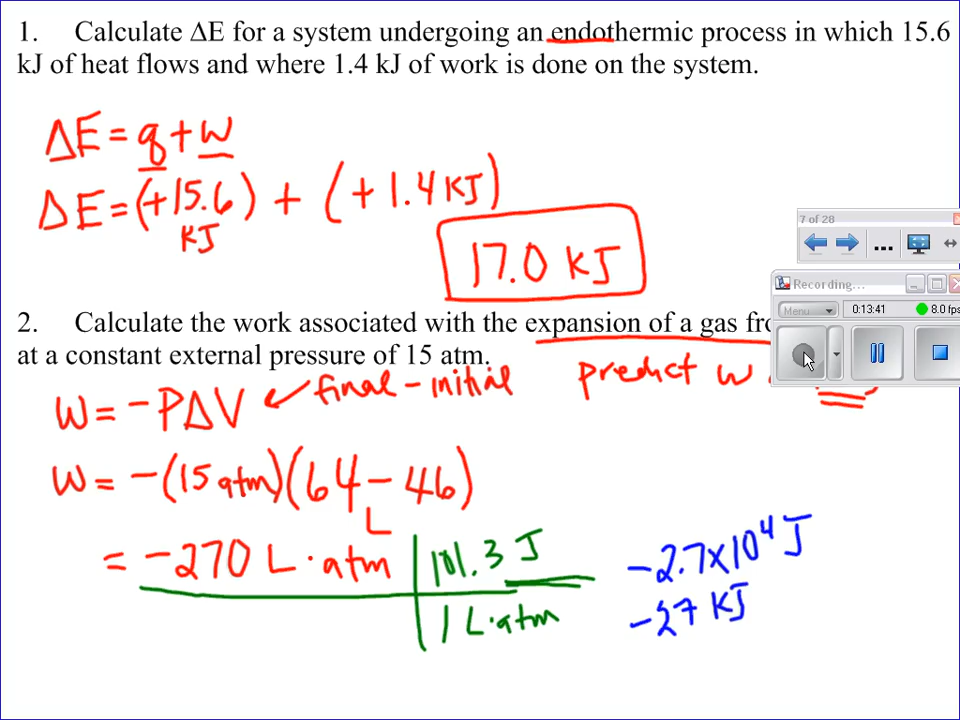 1. Calculate ΔE for a system undergoing an endothermic process in which 15.6
kJ of heat flows and where 1.4 kJ of work is done on the system.
ΔE = q + w
ΔE = (+15.6) + (+1.4 KJ)
KJ
17.0 KJ
7 of 28
Recording...
Menu 0:13:41 8.0 fps
2. Calculate the work associated with the expansion of a gas
at a constant external pressure of 15 atm.
final - initial predict w
W = -PΔV
W = -(15 atm)(64 - 46)
L
= -270 L·atm 101.3 J
1 L·atm
-2.7x10⁴ J
-27 KJ